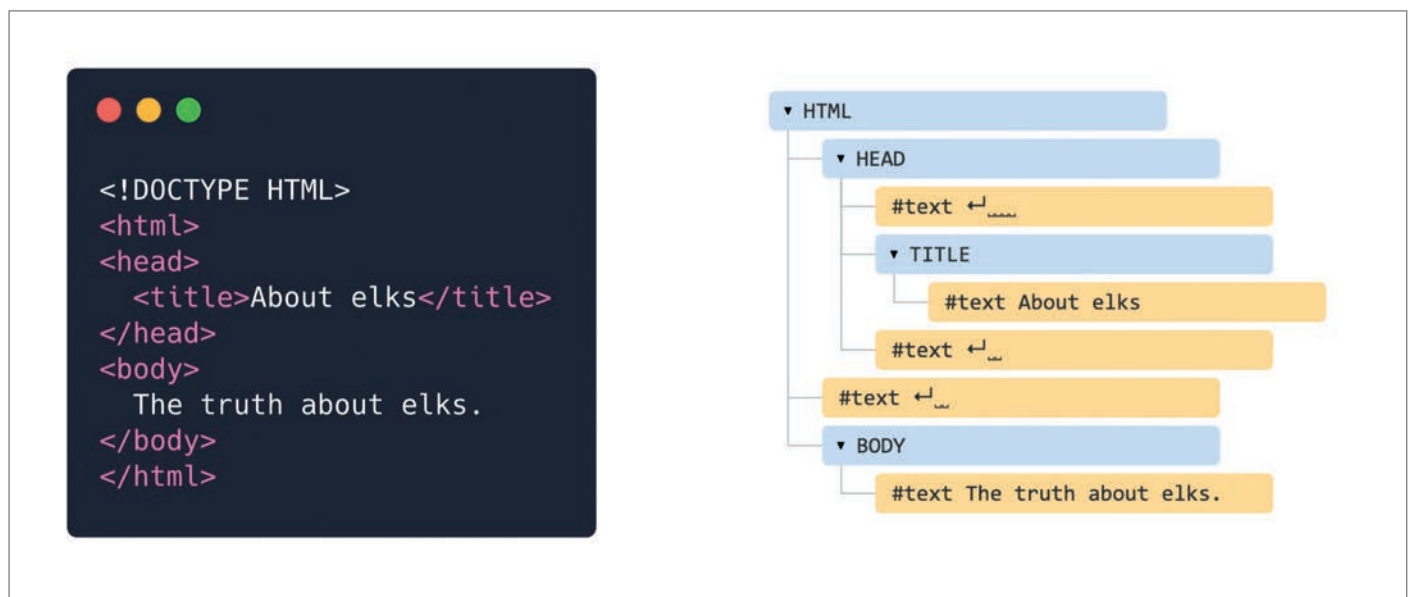 <!DOCTYPE HTML>
<html>
<head>
  <title>About elks</title>
</head>
<body>
  The truth about elks.
</body>
</html>
▾ HTML
▾ HEAD
#text ↵␣␣␣␣
▾ TITLE
#text About elks
#text ↵␣␣
#text ↵␣␣
▾ BODY
#text The truth about elks.